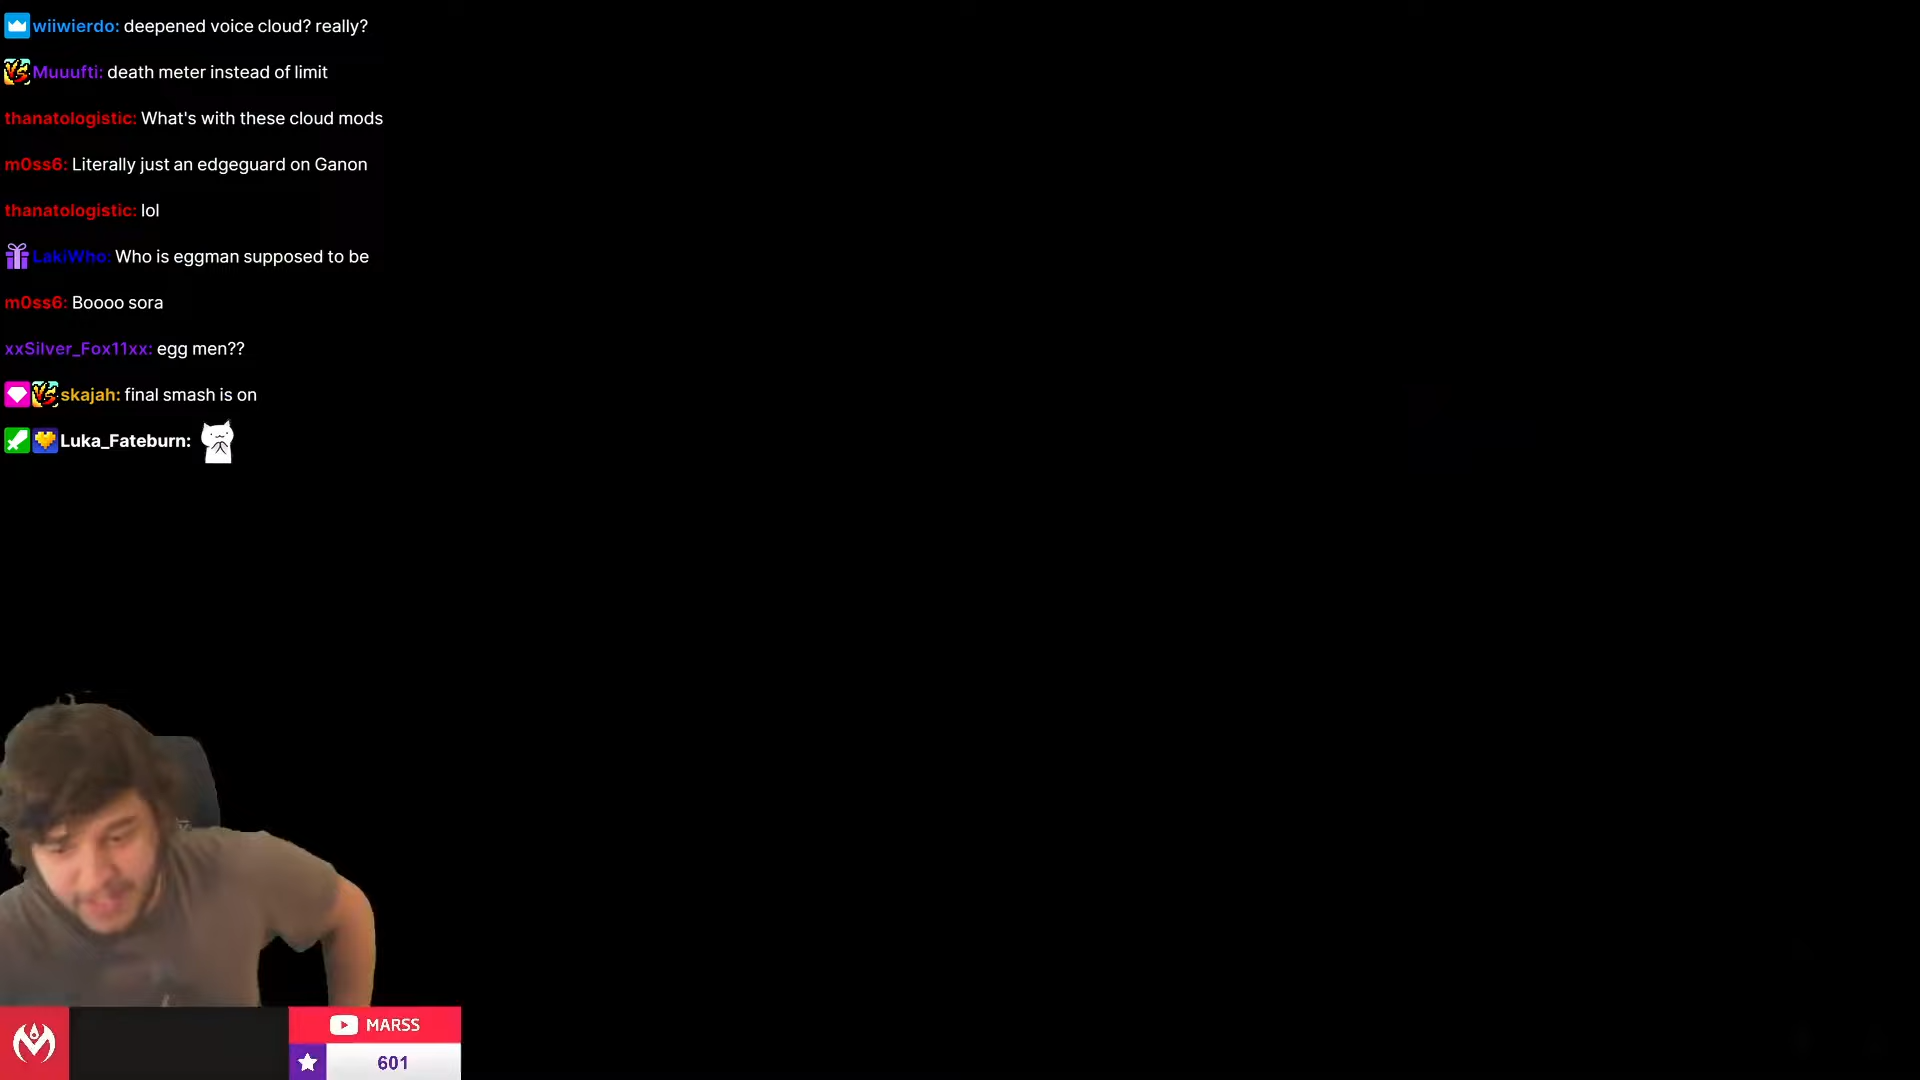 wiiwierdo: deepened voice cloud? really?
Muuufti: death meter instead of limit
thanatologistic: What's with these cloud mods
m0ss6: Literally just an edgeguard on Ganon
thanatologistic: lol
LakiWho: Who is eggman supposed to be
m0ss6: Boooo sora
xxSilver_Fox11xx: egg men??
skajah: final smash is on
Luka_Fateburn:
MARSS
601